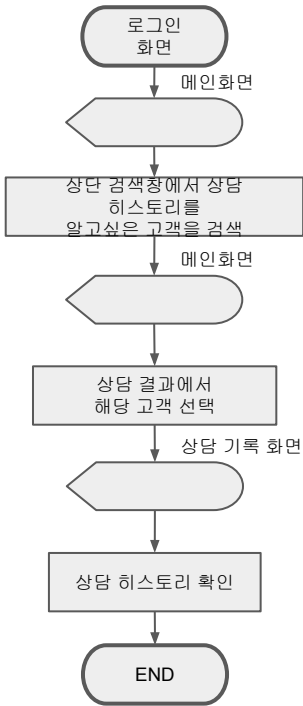 로그인
화면
메인화면
상단 검색창에서 상담
히스토리를
알고싶은 고객을 검색
메인화면
상담 결과에서
해당 고객 선택
상담 기록 화면
상담 히스토리 확인
END